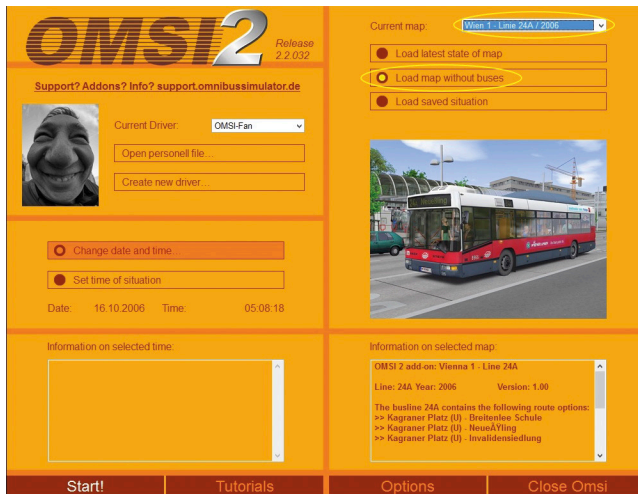 OMSI 2
Release
2.2.032
Support? Addons? Info? support.omnibussimulator.de
Current Driver:
OMSI-Fan
Open personell file...
Create new driver...
Change date and time...
Set time of situation
Date:
16.10.2006
Time:
05:08:18
Information on selected time:
Current map:
Wien 1 - Linie 24A / 2006
Load latest state of map
Load map without buses
Load saved situation
Information on selected map:
OMSI 2 add-on: Vienna 1 - Line 24A
Line: 24A Year: 2006 Version: 1.00
The busline 24A contains the following route options:
>> Kagraner Platz (U) - Breitenlee Schule
>> Kagraner Platz (U) - NeueÃŸling
>> Kagraner Platz (U) - Invalidensiedlung
Start!
Tutorials
Options
Close Omsi